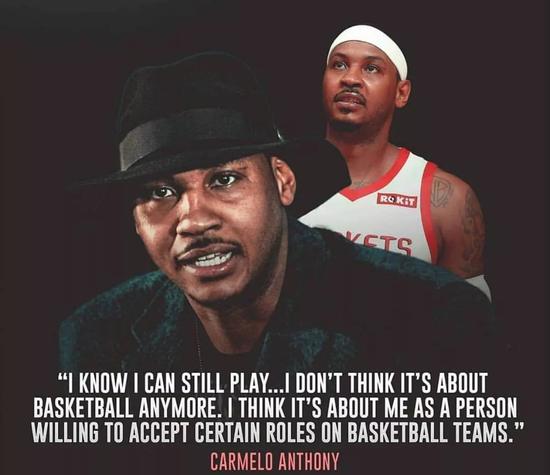 ROKiT
KETS
“I KNOW I CAN STILL PLAY...I DON’T THINK IT’S ABOUT
BASKETBALL ANYMORE. I THINK IT’S ABOUT ME AS A PERSON
WILLING TO ACCEPT CERTAIN ROLES ON BASKETBALL TEAMS.”
CARMELO ANTHONY